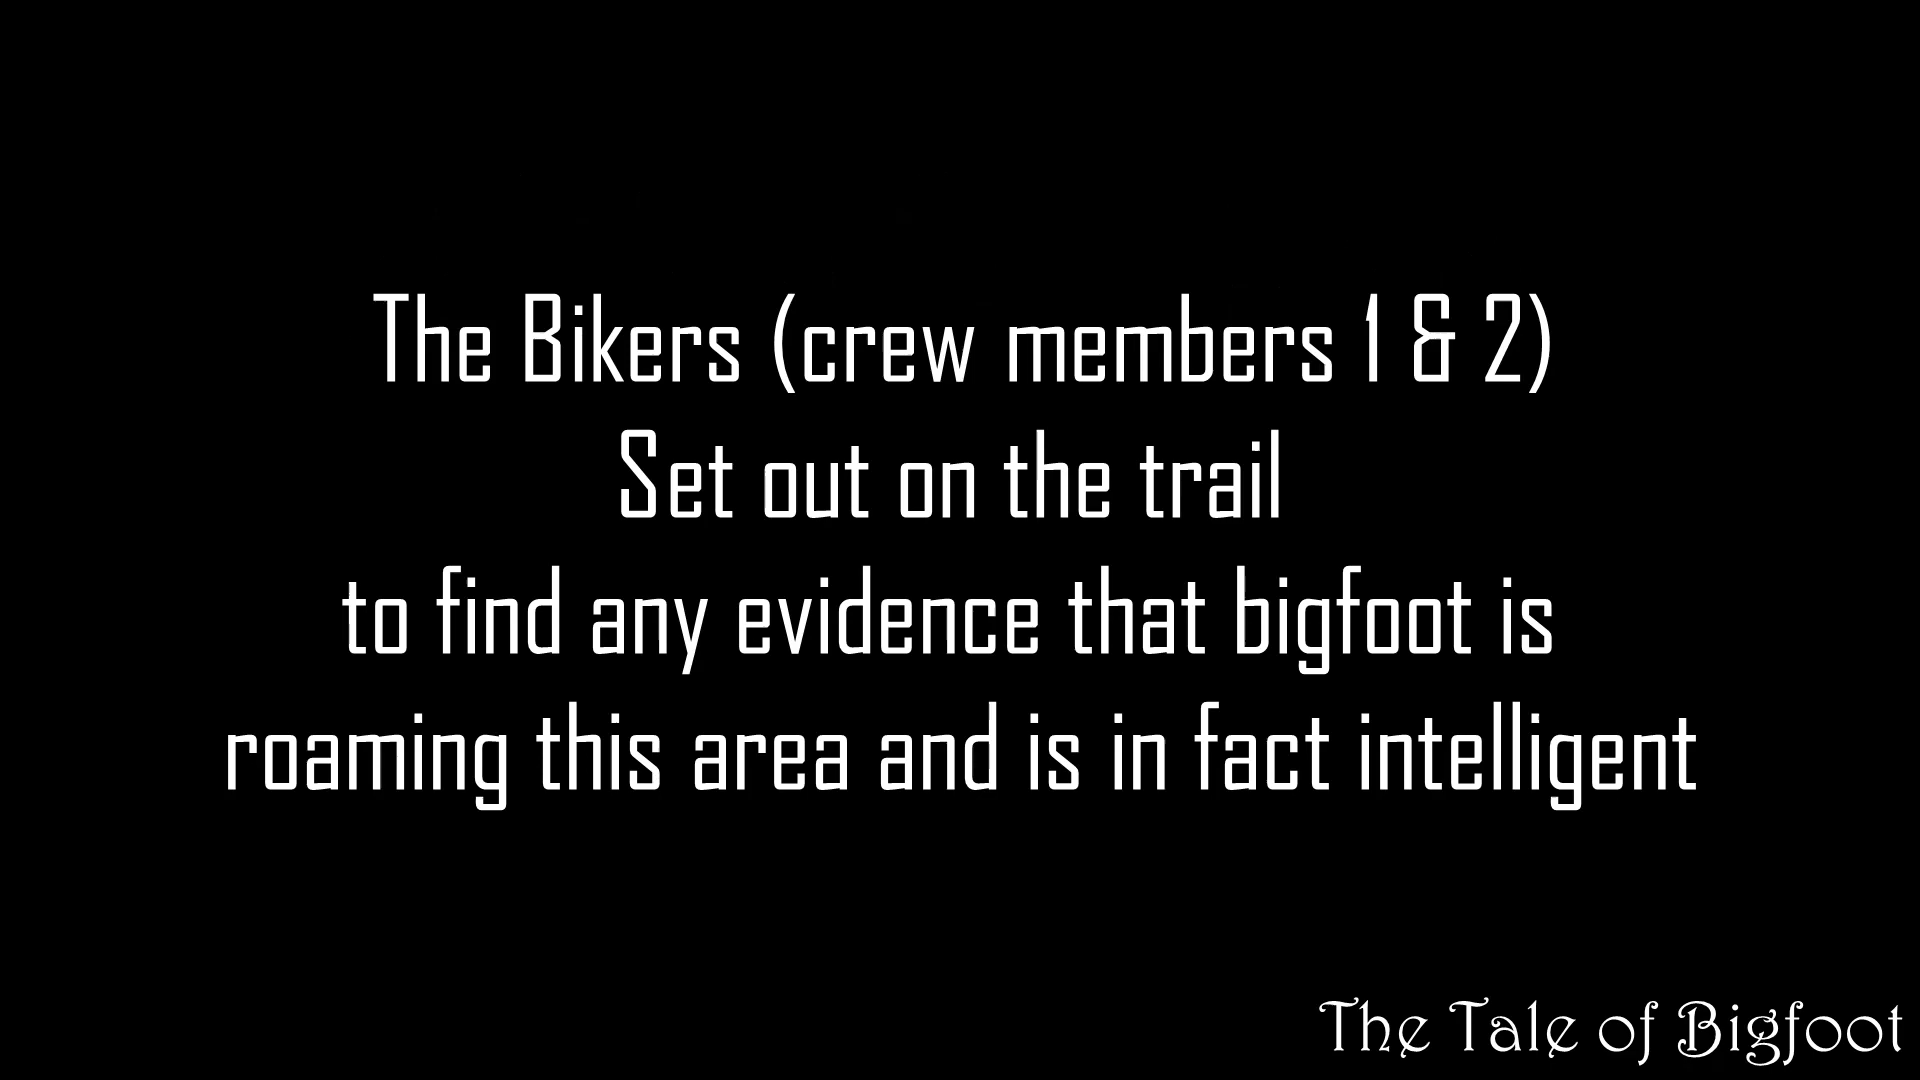 The Bikers (crew members 1 & 2)
Set out on the trail
to find any evidence that bigfoot is
roaming this area and is in fact intelligent
The Tale of Bigfoot